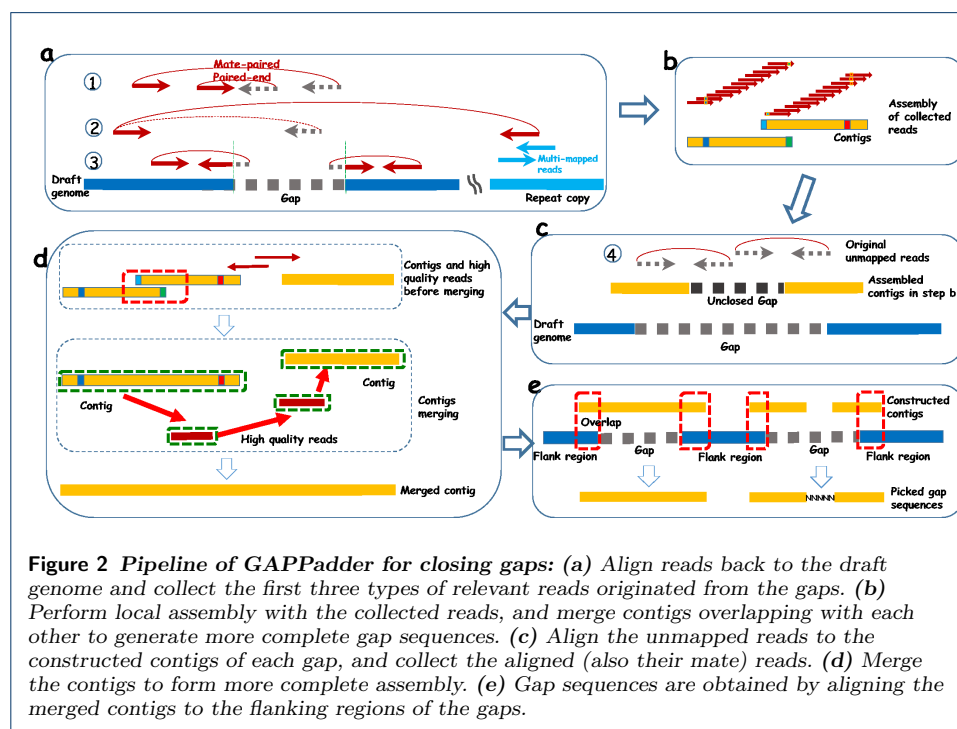 a
Mate-paired
Paired-end
①
②
③
Multi-mapped
reads
Draft
genome
Gap
Repeat copy
b
Assembly
of collected
reads
Contigs
c
④
Original
unmapped reads
Assembled
contigs in step b
Unclosed Gap
Draft
genome
Gap
d
Contigs and high
quality reads
before merging
Contig
Contig
Contigs
merging
High quality reads
Merged contig
e
Constructed
contigs
Overlap
Gap
Gap
Flank region
Flank region
Flank region
Picked gap
sequences
NNNNN
Figure 2 Pipeline of GAPPadder for closing gaps: (a) Align reads back to the draft
genome and collect the first three types of relevant reads originated from the gaps. (b)
Perform local assembly with the collected reads, and merge contigs overlapping with each
other to generate more complete gap sequences. (c) Align the unmapped reads to the
constructed contigs of each gap, and collect the aligned (also their mate) reads. (d) Merge
the contigs to form more complete assembly. (e) Gap sequences are obtained by aligning the
merged contigs to the flanking regions of the gaps.